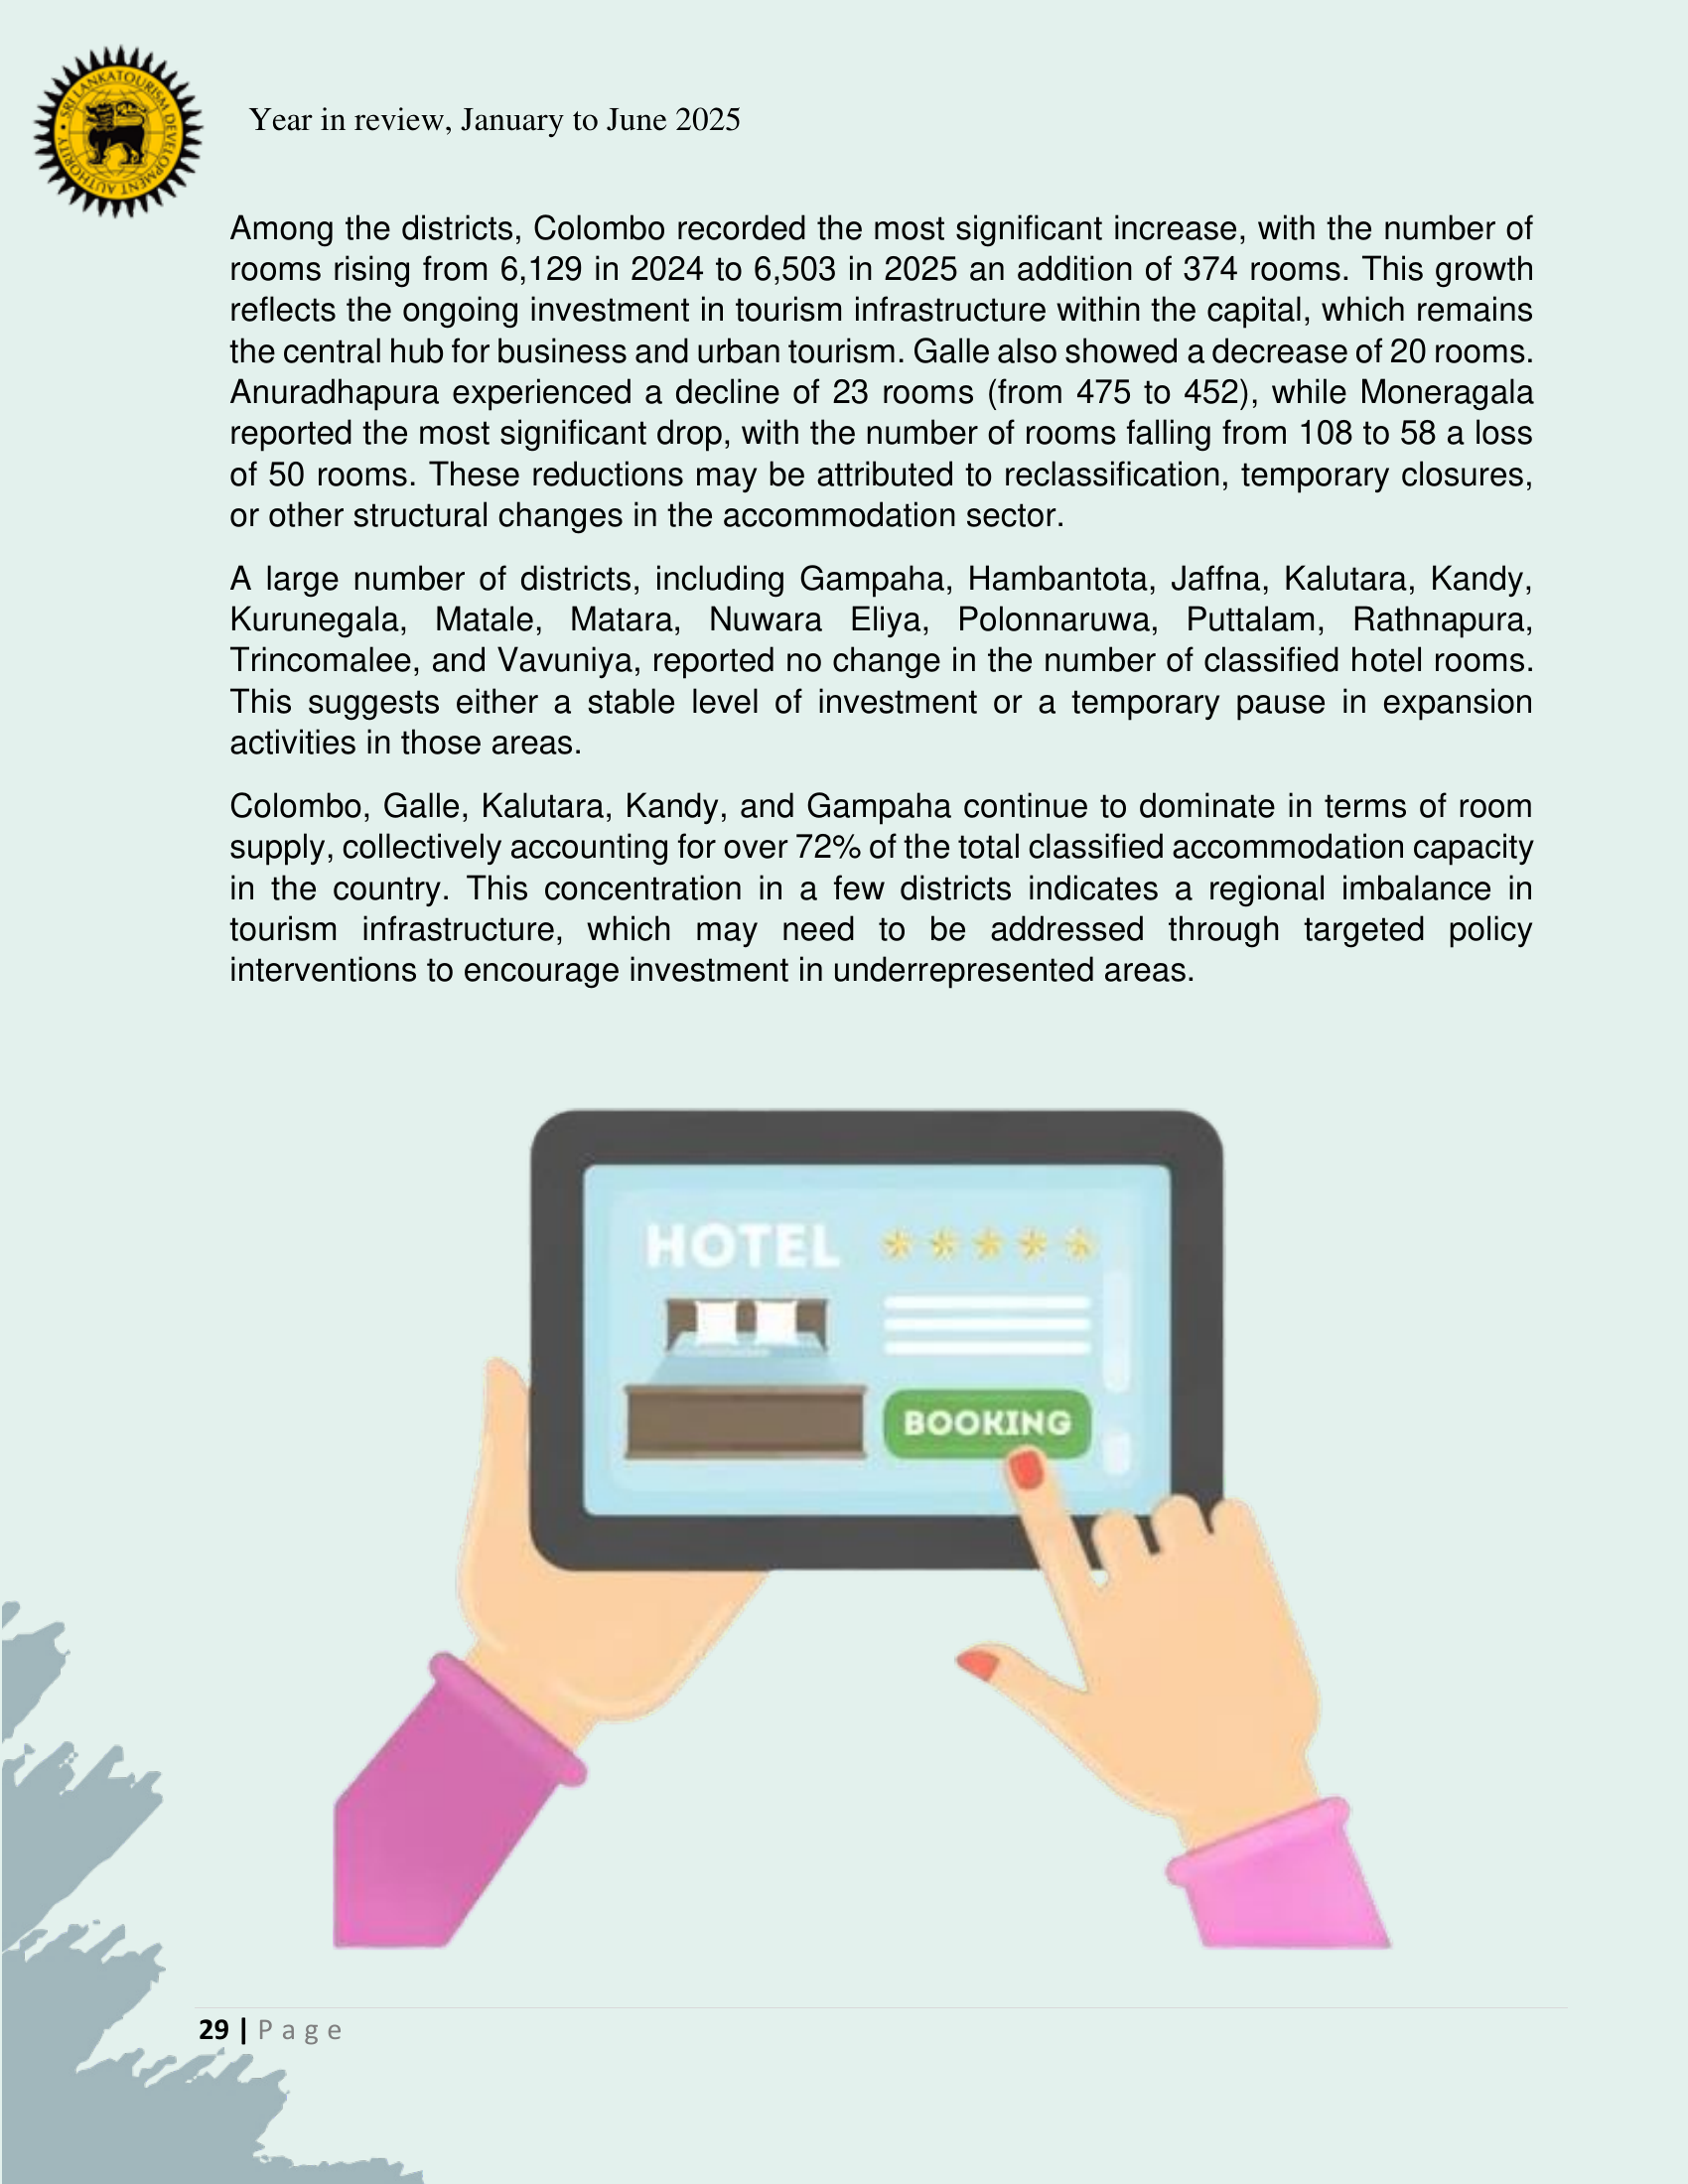 SRI LANKA TOURISM DEVELOPMENT AUTHORITY
Year in review, January to June 2025
Among the districts, Colombo recorded the most significant increase, with the number of
rooms rising from 6,129 in 2024 to 6,503 in 2025 an addition of 374 rooms. This growth
reflects the ongoing investment in tourism infrastructure within the capital, which remains
the central hub for business and urban tourism. Galle also showed a decrease of 20 rooms.
Anuradhapura experienced a decline of 23 rooms (from 475 to 452), while Moneragala
reported the most significant drop, with the number of rooms falling from 108 to 58 a loss
of 50 rooms. These reductions may be attributed to reclassification, temporary closures,
or other structural changes in the accommodation sector.
A large number of districts, including Gampaha, Hambantota, Jaffna, Kalutara, Kandy,
Kurunegala, Matale, Matara, Nuwara Eliya, Polonnaruwa, Puttalam, Rathnapura,
Trincomalee, and Vavuniya, reported no change in the number of classified hotel rooms.
This suggests either a stable level of investment or a temporary pause in expansion
activities in those areas.
Colombo, Galle, Kalutara, Kandy, and Gampaha continue to dominate in terms of room
supply, collectively accounting for over 72% of the total classified accommodation capacity
in the country. This concentration in a few districts indicates a regional imbalance in
tourism infrastructure, which may need to be addressed through targeted policy
interventions to encourage investment in underrepresented areas.
HOTEL
BOOKING
29 | Page